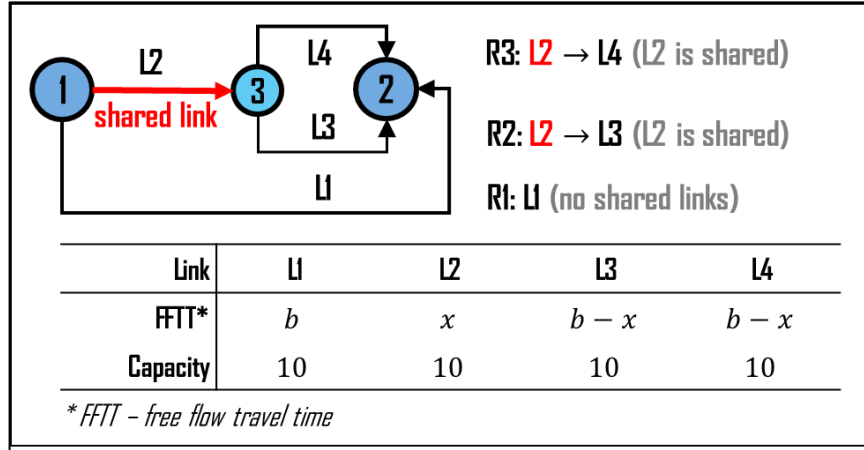 L2
L4
1
3
2
shared link
L3
L1
R3: L2 → L4 (L2 is shared)
R2: L2 → L3 (L2 is shared)
R1: L1 (no shared links)
Link L1 L2 L3 L4
FFTT* b x b − x b − x
Capacity 10 10 10 10
* FFTT – free flow travel time